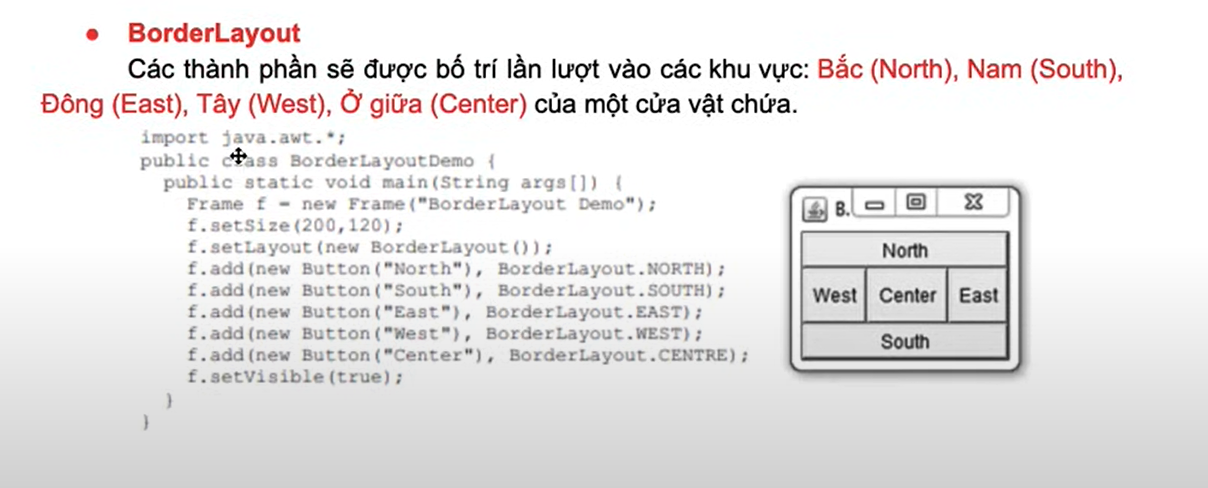 ● BorderLayout
Các thành phần sẽ được bố trí lần lượt vào các khu vực: Bắc (North), Nam (South),
Đông (East), Tây (West), Ở giữa (Center) của một cửa vật chứa.
import java.awt.*;
public class BorderLayoutDemo {
  public static void main(String args[]) {
    Frame f = new Frame("BorderLayout Demo");
    f.setSize(200,120);
    f.setLayout(new BorderLayout());
    f.add(new Button("North"), BorderLayout.NORTH);
    f.add(new Button("South"), BorderLayout.SOUTH);
    f.add(new Button("East"), BorderLayout.EAST);
    f.add(new Button("West"), BorderLayout.WEST);
    f.add(new Button("Center"), BorderLayout.CENTRE);
    f.setVisible(true);
  }
}
B.
North
West Center East
South